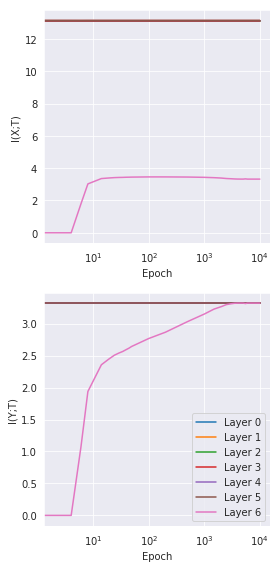 12
10
8
6
4
2
0
I(X;T)
10¹ 10² 10³ 10⁴
Epoch
3.0
2.5
2.0
1.5
1.0
0.5
0.0
I(Y;T)
Layer 0
Layer 1
Layer 2
Layer 3
Layer 4
Layer 5
Layer 6
10¹ 10² 10³ 10⁴
Epoch